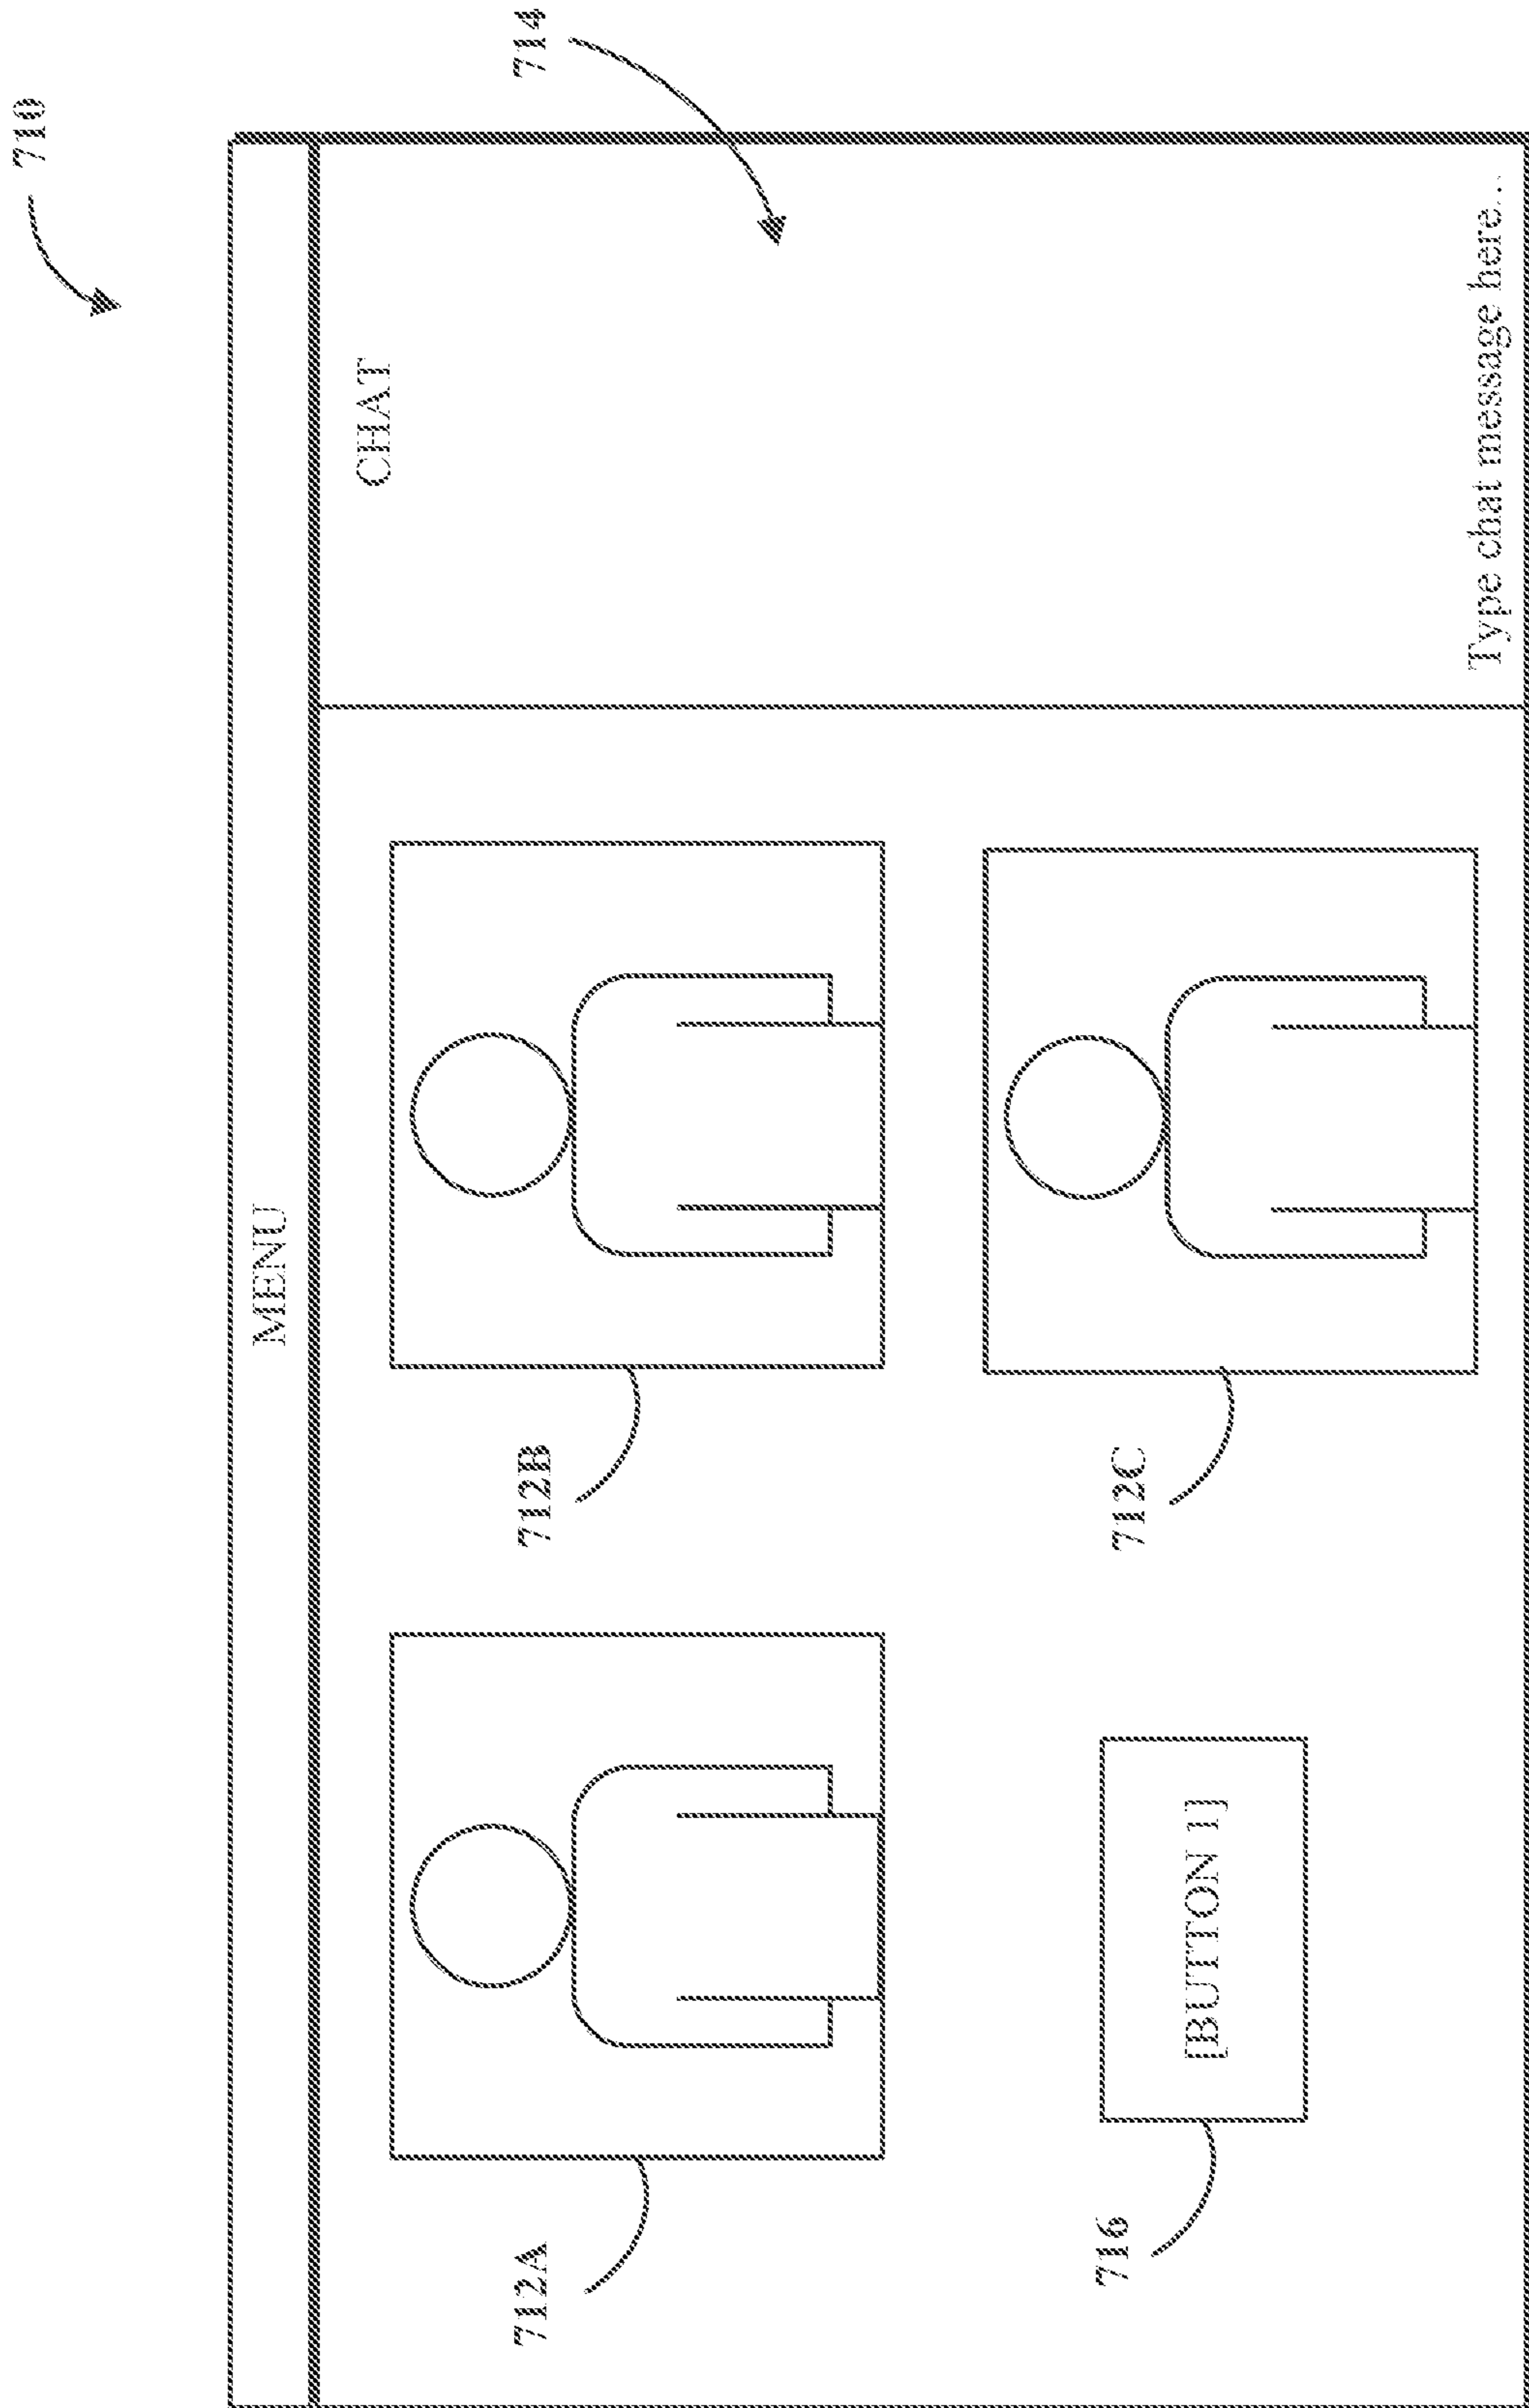 710
MENU
714
CHAT
712A
712B
716
[BUTTON 1]
712C
Type chat message here...